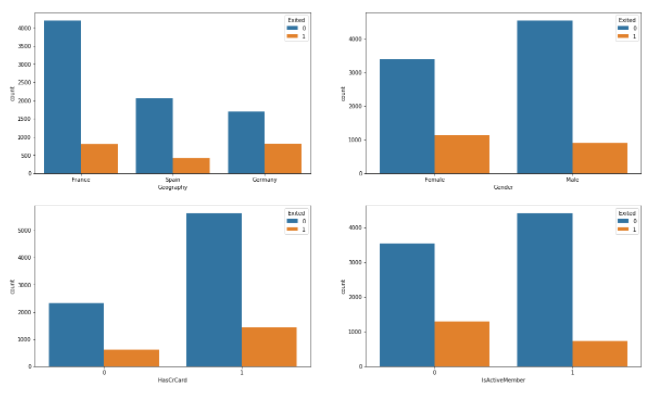 Exited
0
1
4000
3500
3000
2500
2000
1500
1000
500
0
count
France Spain Germany
Geography
Exited
0
1
4000
3000
2000
1000
0
count
Female Male
Gender
Exited
0
1
5000
4000
3000
2000
1000
0
count
0 1
HasCrCard
Exited
0
1
4000
3000
2000
1000
0
count
0 1
IsActiveMember